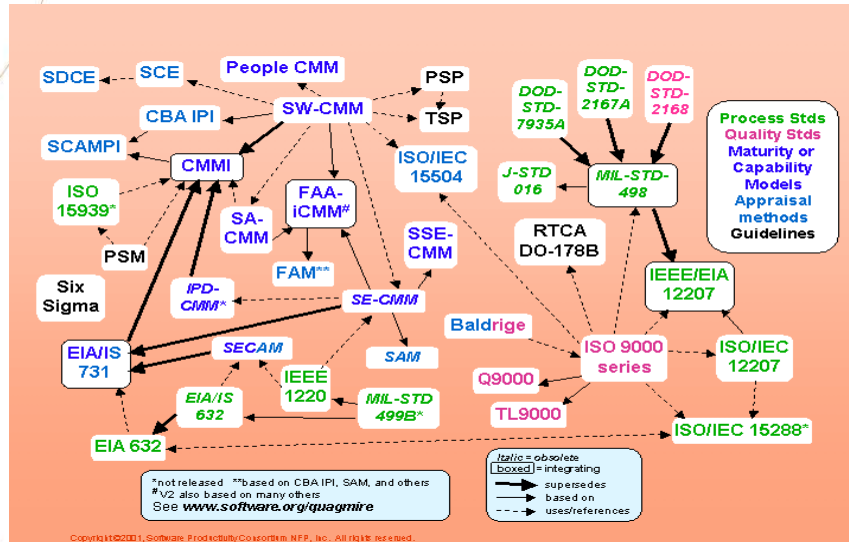 SDCE
SCE
People CMM
PSP
TSP
SW-CMM
CBA IPI
SCAMPI
CMMI
ISO
15939*
PSM
SA-
CMM
FAA-
iCMM#
FAM**
ISO/IEC
15504
SSE-
CMM
Six
Sigma
IPD-
CMM*
SE-CMM
SAM
EIA/IS
731
SECAM
IEEE
1220
EIA/IS
632
MIL-STD
499B*
EIA 632
DOD-
STD-
7935A
DOD-
STD-
2167A
DOD-
STD-
2168
J-STD
016
MIL-STD-
498
RTCA
DO-178B
IEEE/EIA
12207
Baldrige
ISO 9000
series
ISO/IEC
12207
Q9000
TL9000
ISO/IEC 15288*
Process Stds
Quality Stds
Maturity or
Capability
Models
Appraisal
methods
Guidelines
*not released **based on CBA IPI, SAM, and others
#V2 also based on many others
See www.software.org/quagmire
Italic = obsolete
boxed = integrating
supersedes
based on
uses/references
Copyright©2001, Software Productivity Consortium NFP, Inc. All rights reserved.